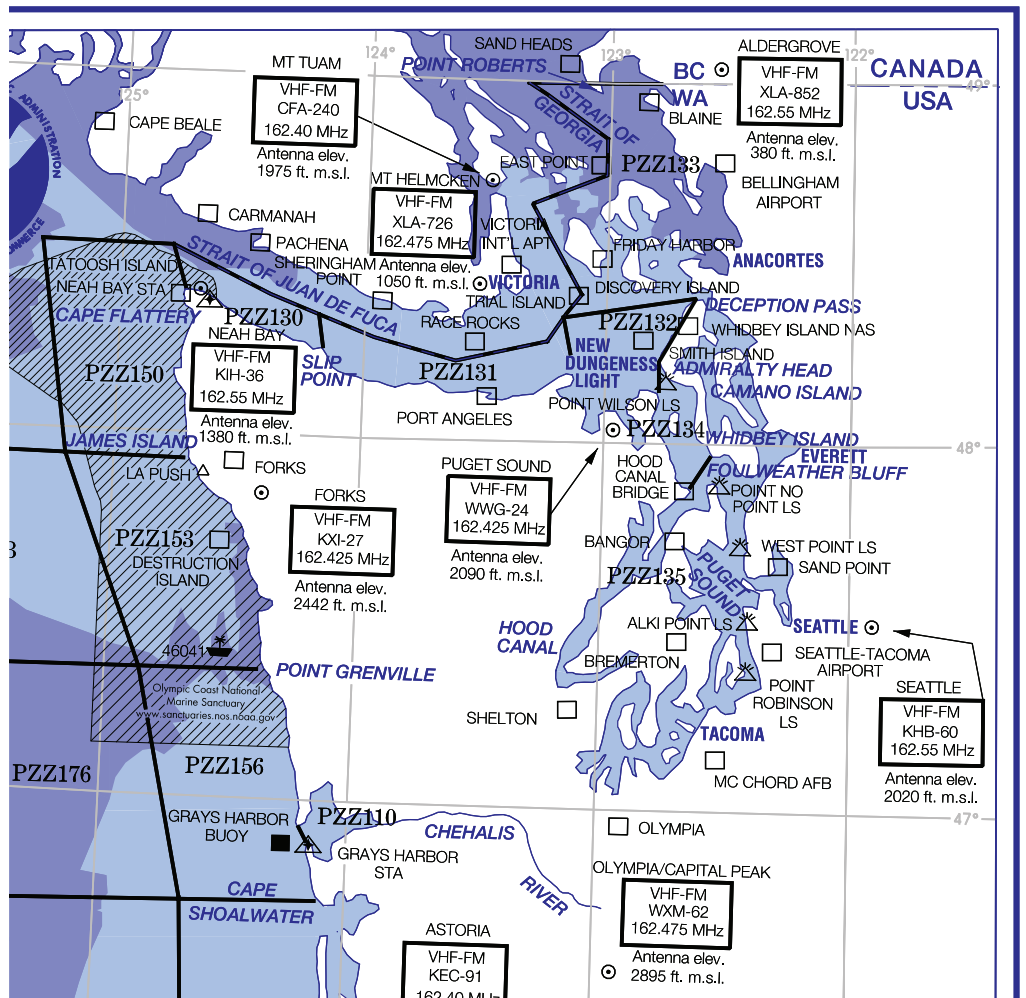 SAND HEADS
POINT ROBERTS
124°
123°
122°
125°
ALDERGROVE
VHF-FM
XLA-852
162.55 MHz
Antenna elev.
380 ft. m.s.l.
CANADA
USA
49°
BC
WA
BLAINE
MT TUAM
VHF-FM
CFA-240
162.40 MHz
Antenna elev.
1975 ft. m.s.l.
ADMINISTRATION
OMMERCE
CAPE BEALE
STRAIT OF
GEORGIA
EAST POINT
PZZ133
BELLINGHAM
AIRPORT
MT HELMCKEN
VHF-FM
XLA-726
162.475 MHz
Antenna elev.
1050 ft. m.s.l.
CARMANAH
PACHENA
SHERINGHAM
POINT
VICTORIA
INT'L APT
FRIDAY HARBOR
ANACORTES
VICTORIA
DISCOVERY ISLAND
TRIAL ISLAND
DECEPTION PASS
STRAIT OF JUAN DE FUCA
TATOOSH ISLAND
NEAH BAY STA
CAPE FLATTERY
PZZ130
RACE ROCKS
PZZ132
WHIDBEY ISLAND NAS
SMITH ISLAND
NEW
DUNGENESS
LIGHT
ADMIRALTY HEAD
CAMANO ISLAND
NEAH BAY
VHF-FM
KIH-36
162.55 MHz
Antenna elev.
1380 ft. m.s.l.
SLIP
POINT
PZZ131
PZZ150
PORT ANGELES
POINT WILSON LS
PZZ134
WHIDBEY ISLAND
48°
EVERETT
FOULWEATHER BLUFF
JAMES ISLAND
LA PUSH
FORKS
PUGET SOUND
VHF-FM
WWG-24
162.425 MHz
Antenna elev.
2090 ft. m.s.l.
HOOD
CANAL
BRIDGE
POINT NO
POINT LS
FORKS
VHF-FM
KXI-27
162.425 MHz
Antenna elev.
2442 ft. m.s.l.
3
PZZ153
DESTRUCTION
ISLAND
BANGOR
WEST POINT LS
SAND POINT
PZZ135
PUGET
SOUND
HOOD
CANAL
ALKI POINT LS
SEATTLE
BREMERTON
SEATTLE-TACOMA
AIRPORT
46041
POINT GRENVILLE
Olympic Coast National
Marine Sanctuary
www.sanctuaries.nos.noaa.gov
POINT
ROBINSON
LS
SEATTLE
VHF-FM
KHB-60
162.55 MHz
Antenna elev.
2020 ft. m.s.l.
SHELTON
TACOMA
PZZ156
PZZ176
MC CHORD AFB
47°
PZZ110
GRAYS HARBOR
BUOY
CHEHALIS
RIVER
OLYMPIA
GRAYS HARBOR
STA
OLYMPIA/CAPITAL PEAK
VHF-FM
WXM-62
162.475 MHz
Antenna elev.
2895 ft. m.s.l.
CAPE
SHOALWATER
ASTORIA
VHF-FM
KEC-91
162.40 MHz